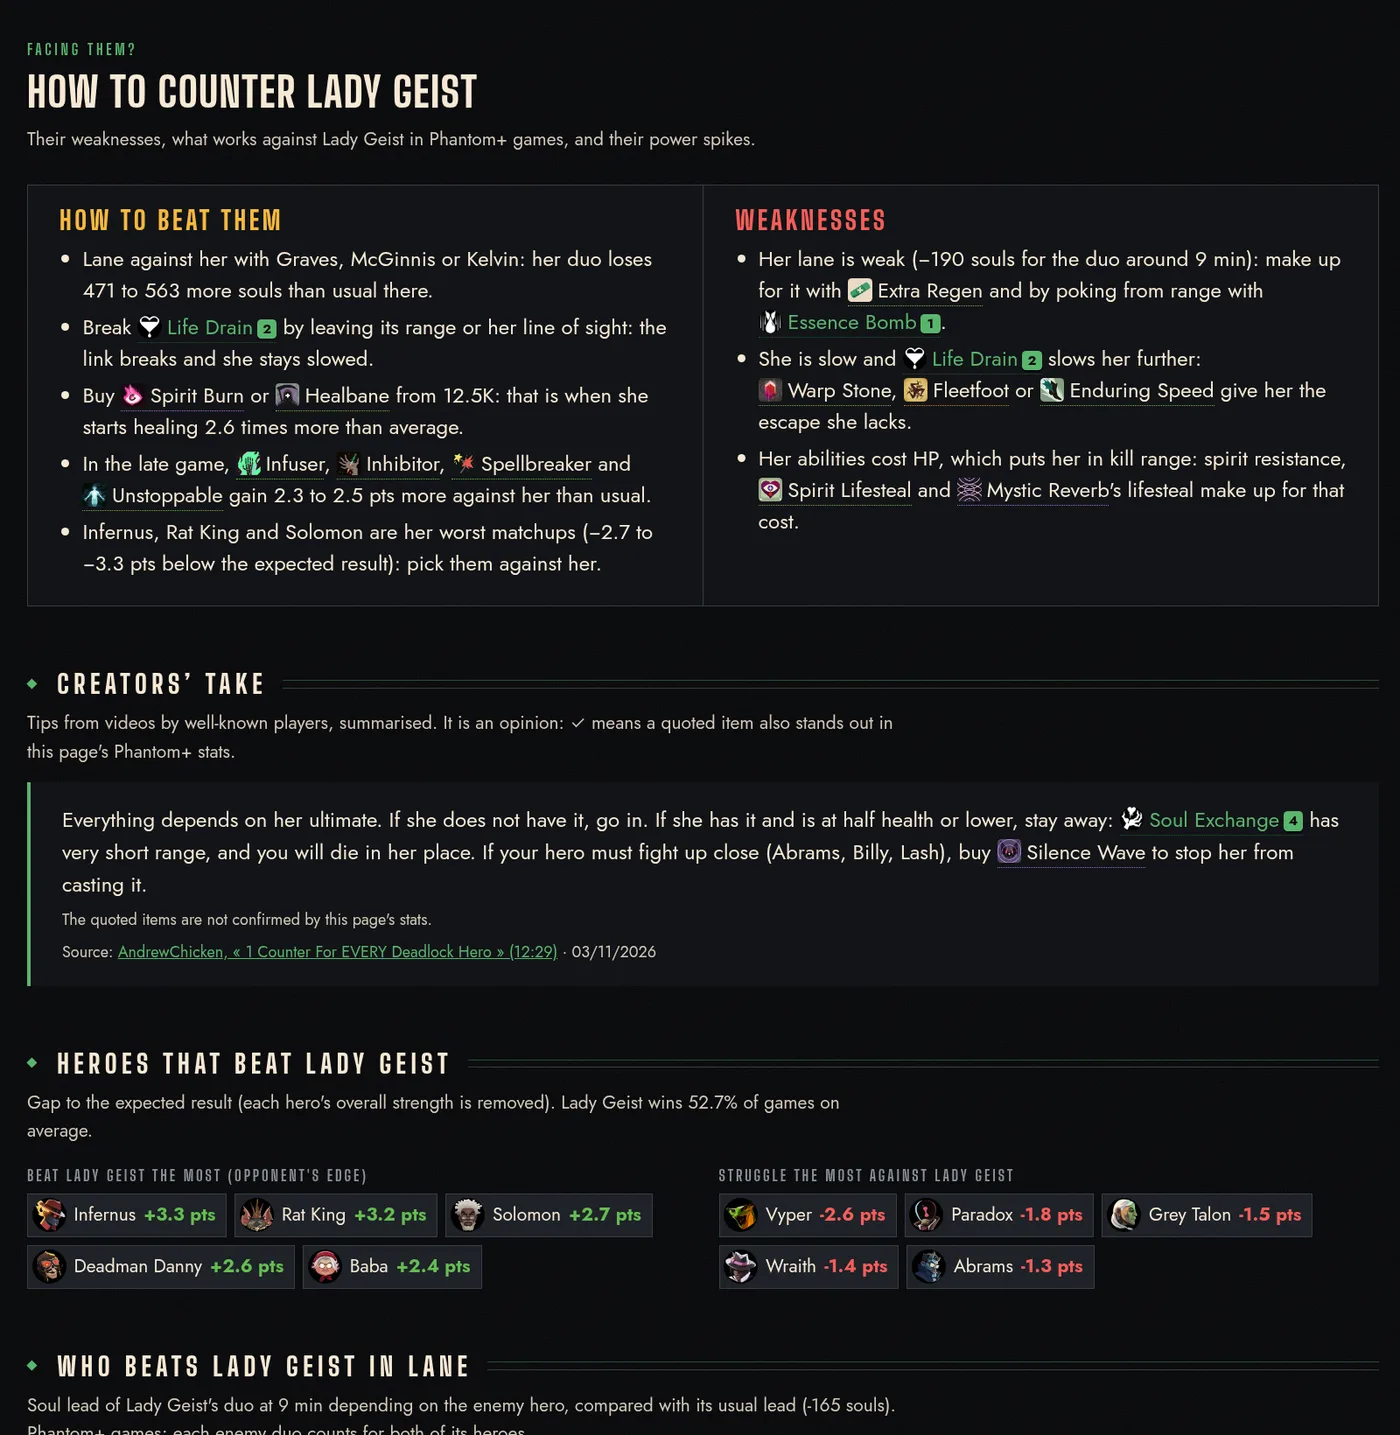 FACING THEM?
HOW TO COUNTER LADY GEIST
Their weaknesses, what works against Lady Geist in Phantom+ games, and their power spikes.
HOW TO BEAT THEM
• Lane against her with Graves, McGinnis or Kelvin: her duo loses
471 to 563 more souls than usual there.
• Break Life Drain 2 by leaving its range or her line of sight: the
link breaks and she stays slowed.
• Buy Spirit Burn or Healbane from 12.5K: that is when she
starts healing 2.6 times more than average.
• In the late game, Infuser, Inhibitor, Spellbreaker and
Unstoppable gain 2.3 to 2.5 pts more against her than usual.
• Infernus, Rat King and Solomon are her worst matchups (−2.7 to
−3.3 pts below the expected result): pick them against her.
WEAKNESSES
• Her lane is weak (−190 souls for the duo around 9 min): make up
for it with Extra Regen and by poking from range with
Essence Bomb 1.
• She is slow and Life Drain 2 slows her further:
Warp Stone, Fleetfoot or Enduring Speed give her the
escape she lacks.
• Her abilities cost HP, which puts her in kill range: spirit resistance,
Spirit Lifesteal and Mystic Reverb's lifesteal make up for that
cost.
CREATORS' TAKE
Tips from videos by well-known players, summarised. It is an opinion: ✓ means a quoted item also stands out in
this page's Phantom+ stats.
Everything depends on her ultimate. If she does not have it, go in. If she has it and is at half health or lower, stay away: Soul Exchange 4 has
very short range, and you will die in her place. If your hero must fight up close (Abrams, Billy, Lash), buy Silence Wave to stop her from
casting it.
The quoted items are not confirmed by this page's stats.
Source: AndrewChicken, « 1 Counter For EVERY Deadlock Hero » (12:29) · 03/11/2026
HEROES THAT BEAT LADY GEIST
Gap to the expected result (each hero's overall strength is removed). Lady Geist wins 52.7% of games on
average.
BEAT LADY GEIST THE MOST (OPPONENT'S EDGE)
Infernus +3.3 pts
Rat King +3.2 pts
Solomon +2.7 pts
Deadman Danny +2.6 pts
Baba +2.4 pts
STRUGGLE THE MOST AGAINST LADY GEIST
Vyper -2.6 pts
Paradox -1.8 pts
Grey Talon -1.5 pts
Wraith -1.4 pts
Abrams -1.3 pts
WHO BEATS LADY GEIST IN LANE
Soul lead of Lady Geist's duo at 9 min depending on the enemy hero, compared with its usual lead (-165 souls).
Phantom+ games; each enemy duo counts for both of its heroes.